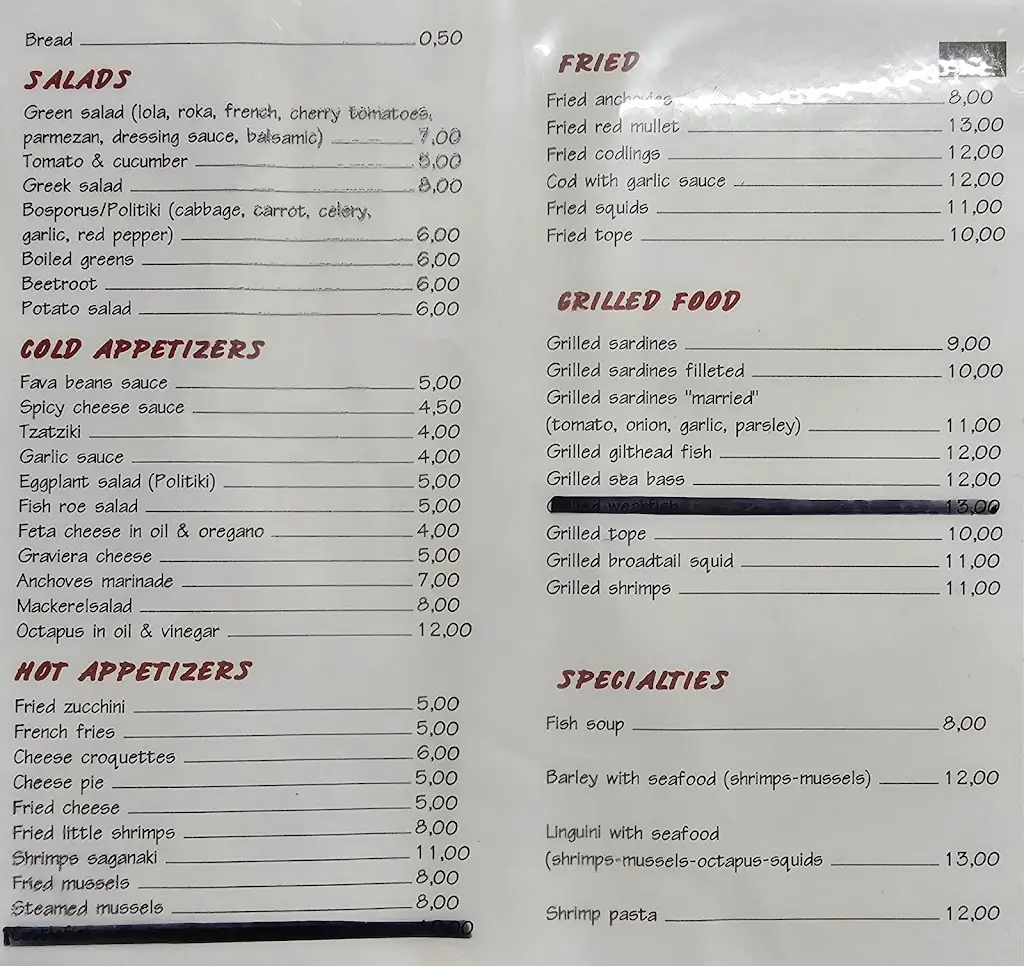 Bread 0,50
SALADS
Green salad (lola, roka, french, cherry tomatoes,
parmezan, dressing sauce, balsamic) 7,00
Tomato & cucumber 6,00
Greek salad 8,00
Bosporus/Politiki (cabbage, carrot, celery,
garlic, red pepper) 6,00
Boiled greens 6,00
Beetroot 6,00
Potato salad 6,00
COLD APPETIZERS
Fava beans sauce 5,00
Spicy cheese sauce 4,50
Tzatziki 4,00
Garlic sauce 4,00
Eggplant salad (Politiki) 5,00
Fish roe salad 5,00
Feta cheese in oil & oregano 4,00
Graviera cheese 5,00
Anchoves marinade 7,00
Mackerelsalad 8,00
Octapus in oil & vinegar 12,00
HOT APPETIZERS
Fried zucchini 5,00
French fries 5,00
Cheese croquettes 6,00
Cheese pie 5,00
Fried cheese 5,00
Fried little shrimps 8,00
Shrimps saganaki 11,00
Fried mussels 8,00
Steamed mussels 8,00
FRIED
Fried anchovies 8,00
Fried red mullet 13,00
Fried codlings 12,00
Cod with garlic sauce 12,00
Fried squids 11,00
Fried tope 10,00
GRILLED FOOD
Grilled sardines 9,00
Grilled sardines filleted 10,00
Grilled sardines "married"
(tomato, onion, garlic, parsley) 11,00
Grilled gilthead fish 12,00
Grilled sea bass 12,00
Grilled weakfish 13,00
Grilled tope 10,00
Grilled broadtail squid 11,00
Grilled shrimps 11,00
SPECIALTIES
Fish soup 8,00
Barley with seafood (shrimps-mussels) 12,00
Linguini with seafood
(shrimps-mussels-octapus-squids 13,00
Shrimp pasta 12,00